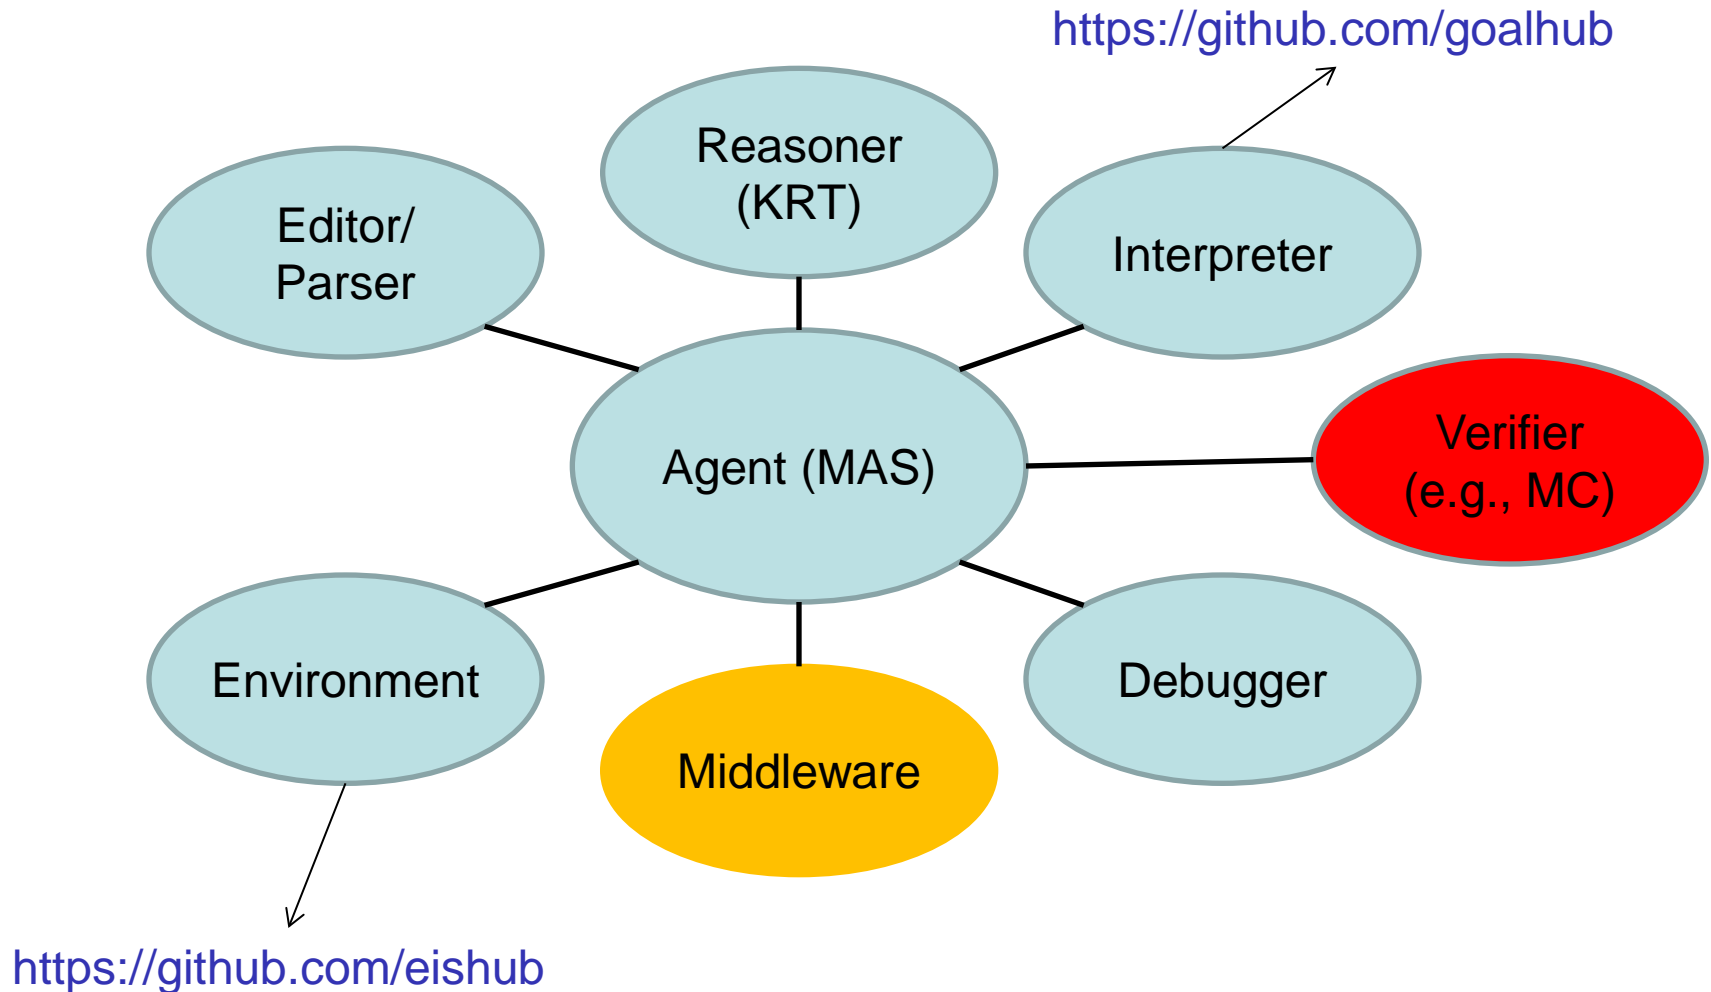 https://github.com/goalhub
Reasoner
(KRT)
Editor/
Parser
Interpreter
Verifier
(e.g., MC)
Agent (MAS)
Environment
Debugger
Middleware
https://github.com/eishub